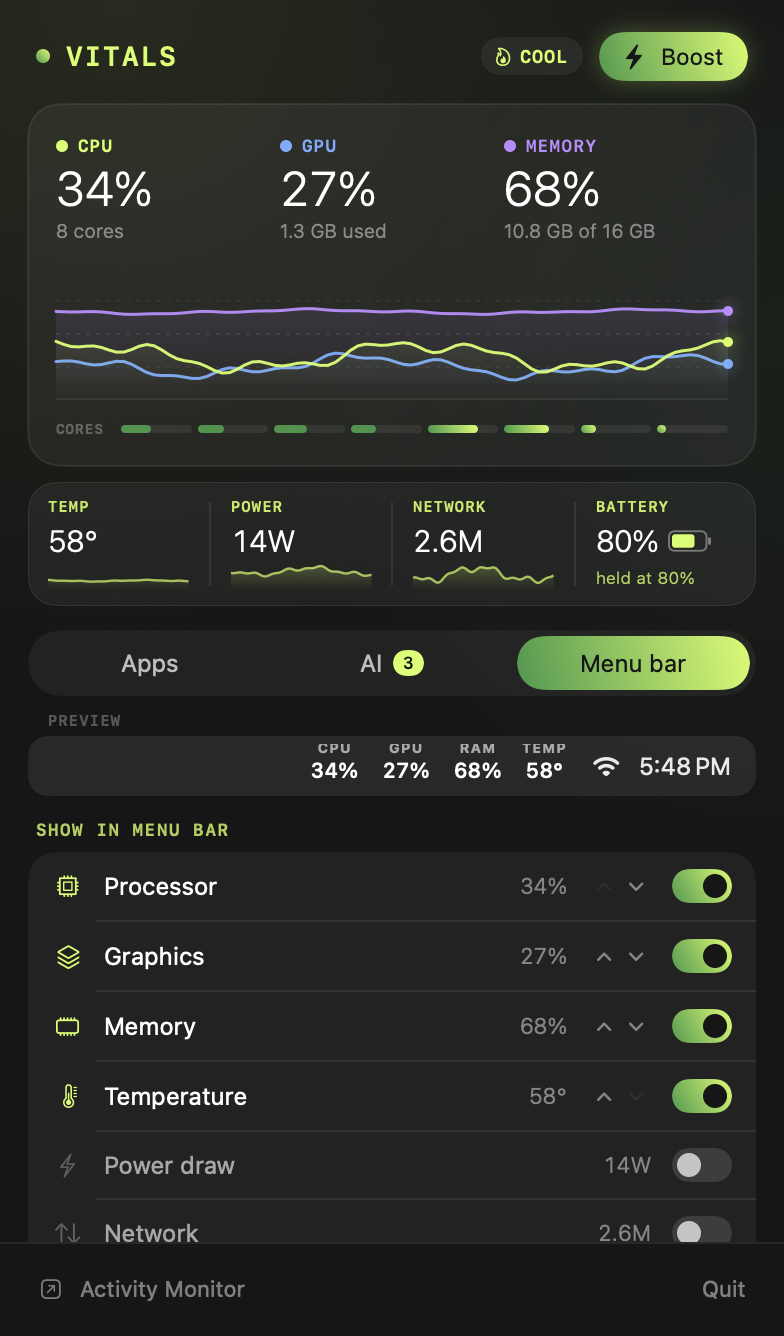 VITALS
COOL
Boost
CPU GPU MEMORY
34% 27% 68%
8 cores 1.3 GB used 10.8 GB of 16 GB
CORES
TEMP POWER NETWORK BATTERY
58° 14W 2.6M 80%
held at 80%
Apps AI 3 Menu bar
PREVIEW
CPU GPU RAM TEMP
34% 27% 68% 58° 5:48 PM
SHOW IN MENU BAR
Processor 34%
Graphics 27%
Memory 68%
Temperature 58°
Power draw 14W
Network 2.6M
Activity Monitor Quit